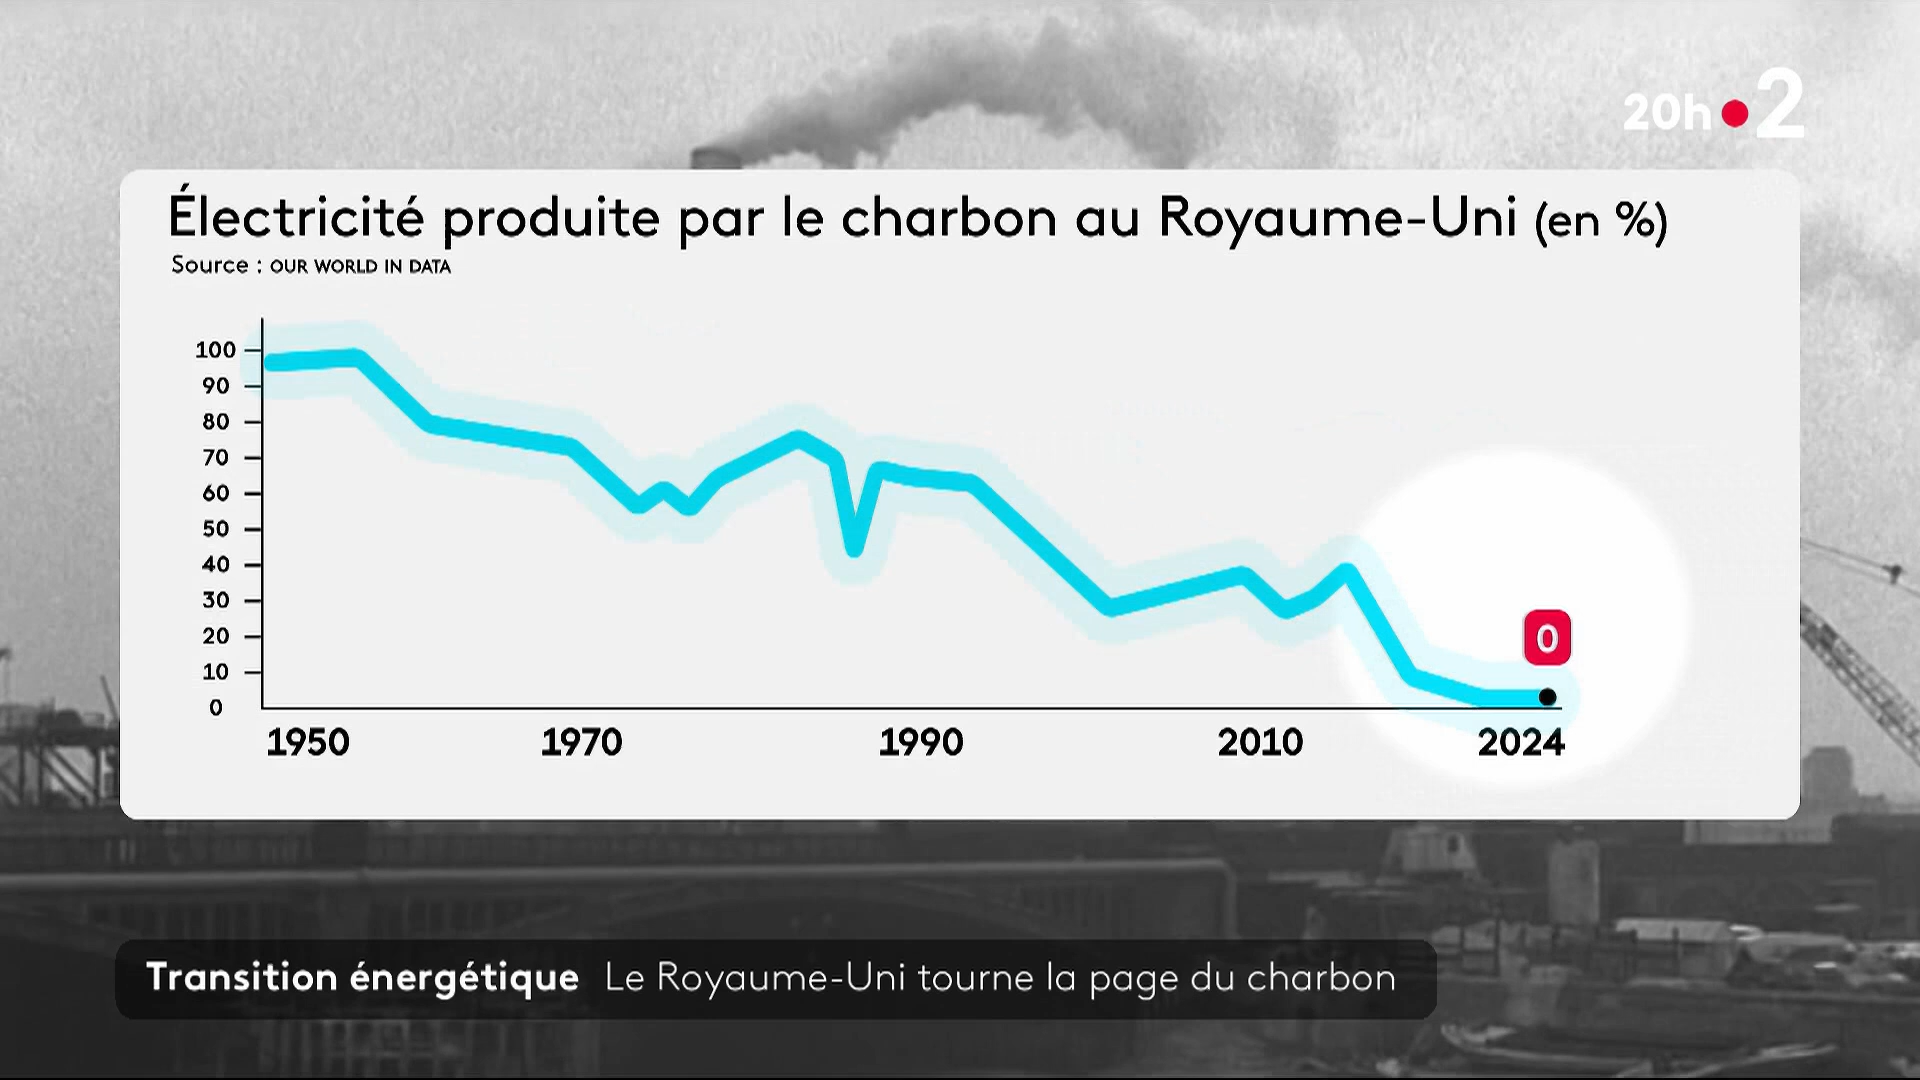 20h 2
Électricité produite par le charbon au Royaume-Uni (en %)
Source : OUR WORLD IN DATA
100
90
80
70
60
50
40
30
20
10
0
0
1950 1970 1990 2010 2024
Transition énergétique Le Royaume-Uni tourne la page du charbon